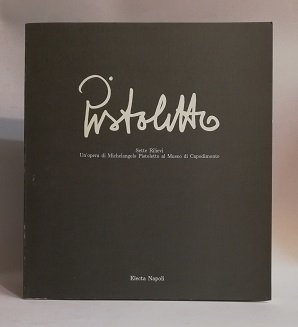 Pistoletto
Sette Rilievi
Un'opera di Michelangelo Pistoletto al Museo di Capodimonte
Electa Napoli